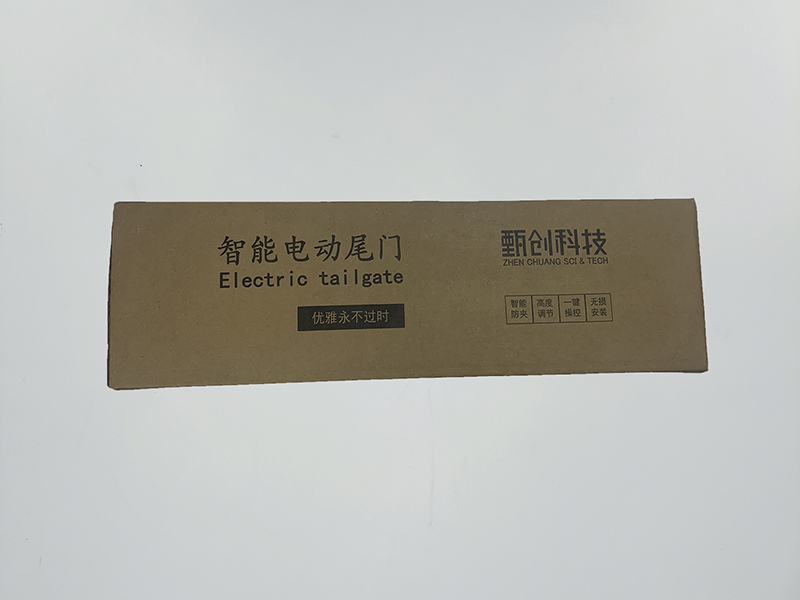 智能电动尾门
Electric tailgate
优雅永不过时
甄创科技
ZHEN CHUANG SCI & TECH
智能 高度 一键 无损
防夹 调节 操控 安装